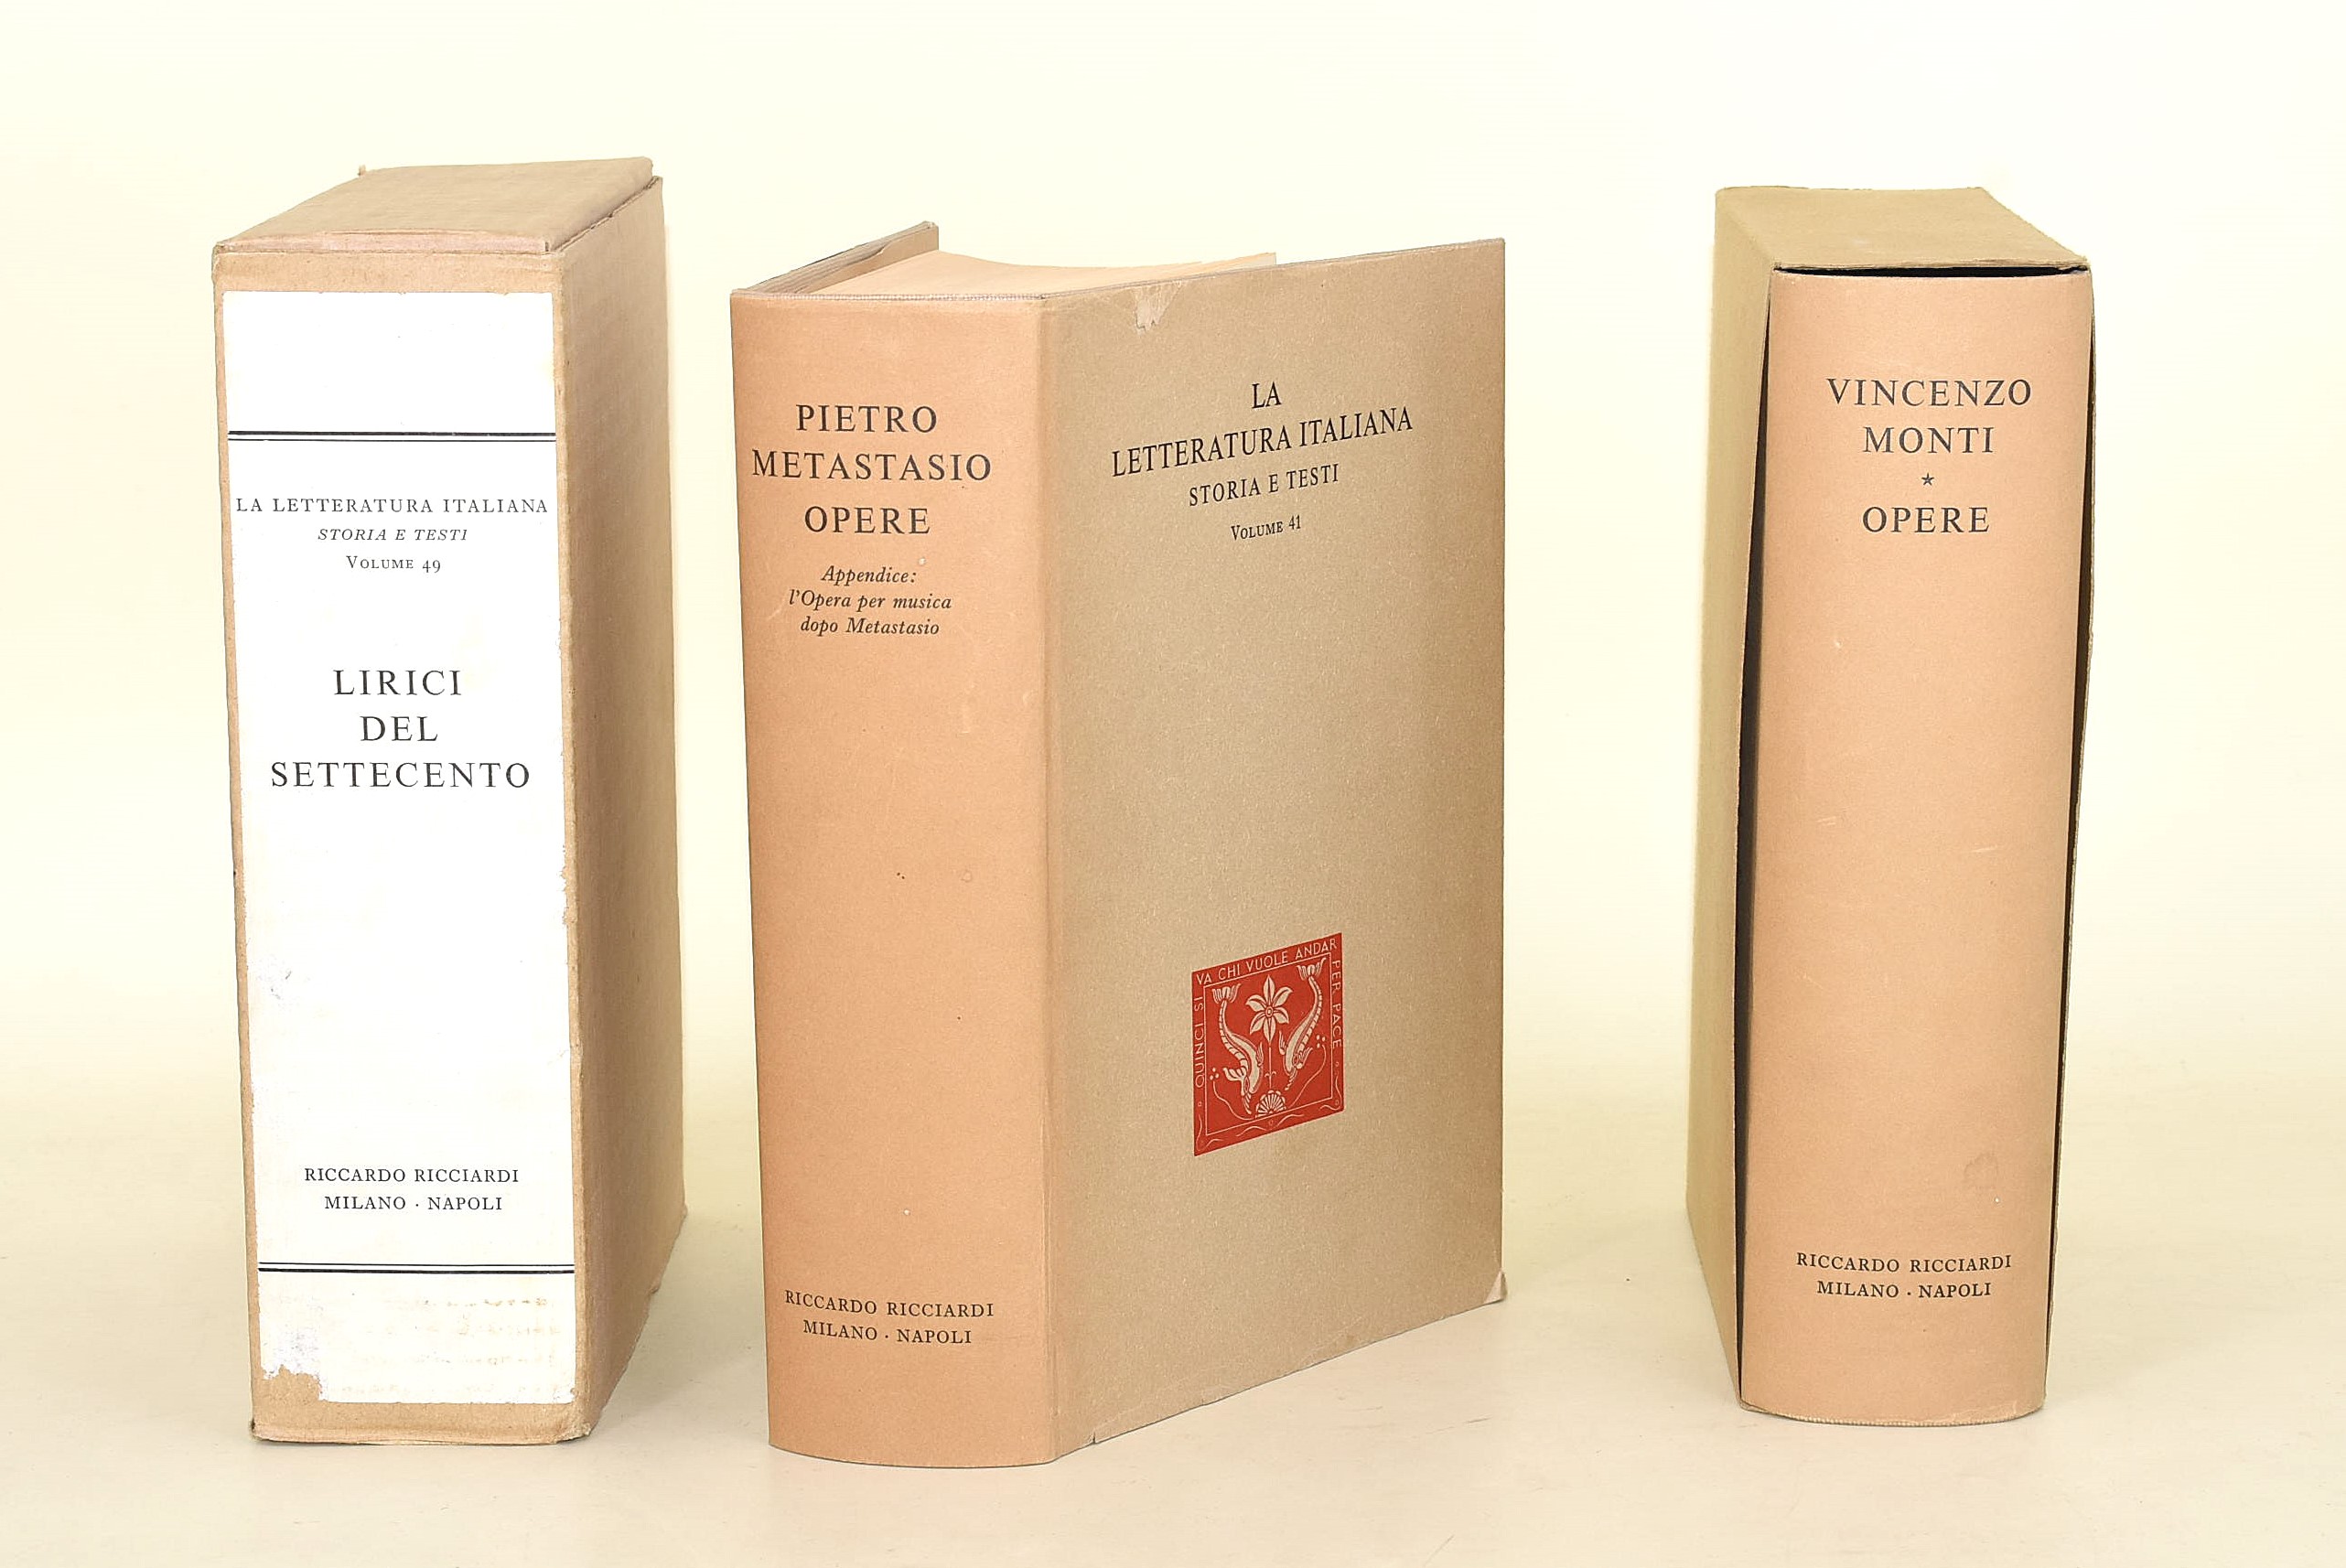 LA LETTERATURA ITALIANA
STORIA E TESTI
VOLUME 49
LIRICI
DEL
SETTECENTO
RICCARDO RICCIARDI
MILANO · NAPOLI
PIETRO
METASTASIO
OPERE
Appendice:
l'Opera per musica
dopo Metastasio
RICCARDO RICCIARDI
MILANO · NAPOLI
LA
LETTERATURA ITALIANA
STORIA E TESTI
VOLUME 41
QUINCI SI
VA CHI VUOLE ANDAR
PER PACE
VINCENZO
MONTI
★
OPERE
RICCARDO RICCIARDI
MILANO · NAPOLI